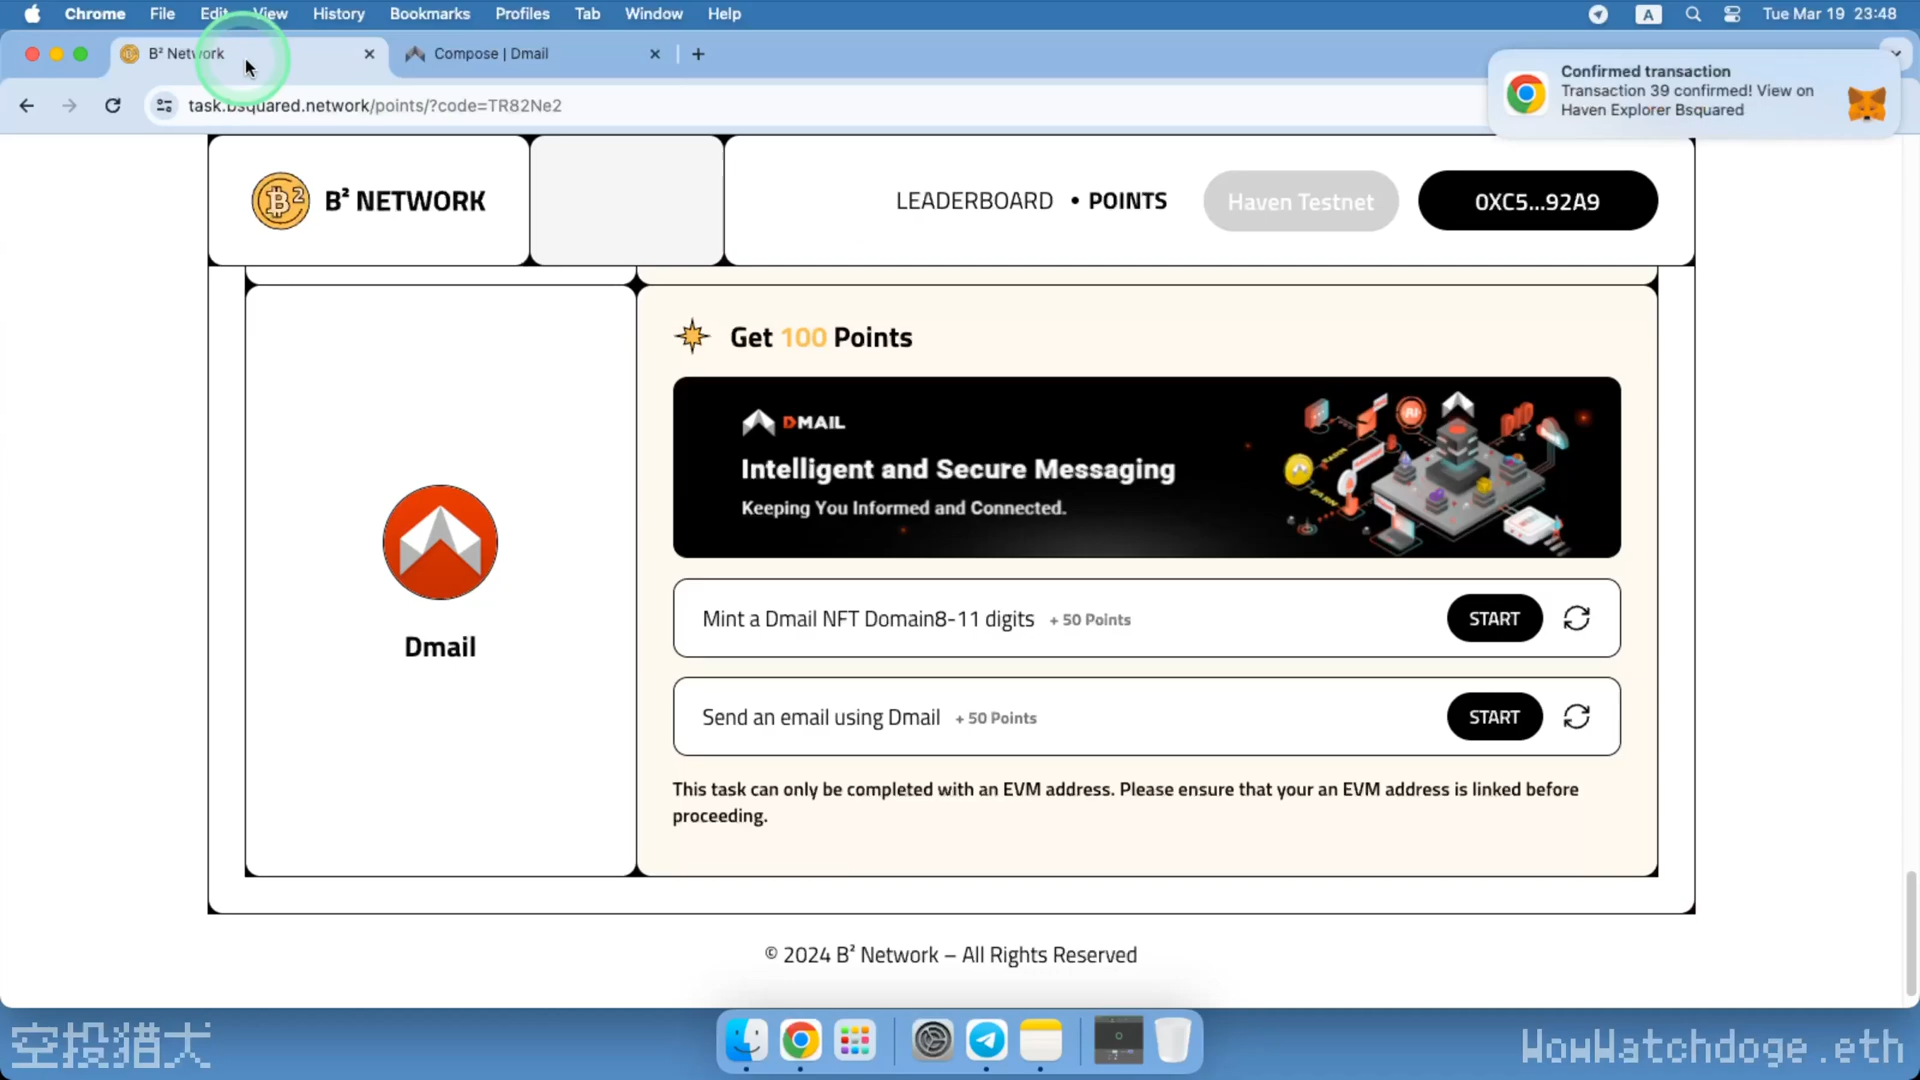 Chrome File Edit View History Bookmarks Profiles Tab Window Help
A
Tue Mar 19 23:48
B² Network
Compose | Dmail
task.bsquared.network/points/?code=TR82Ne2
Confirmed transaction
Transaction 39 confirmed! View on
Haven Explorer Bsquared
B² NETWORK
LEADERBOARD
• POINTS
Haven Testnet
0XC5...92A9
Get 100 Points
DMAIL
Intelligent and Secure Messaging
Keeping You Informed and Connected.
Dmail
Mint a Dmail NFT Domain8-11 digits + 50 Points
START
Send an email using Dmail + 50 Points
START
This task can only be completed with an EVM address. Please ensure that your an EVM address is linked before
proceeding.
© 2024 B² Network – All Rights Reserved
空投猫犬
WowWatchdoge.eth